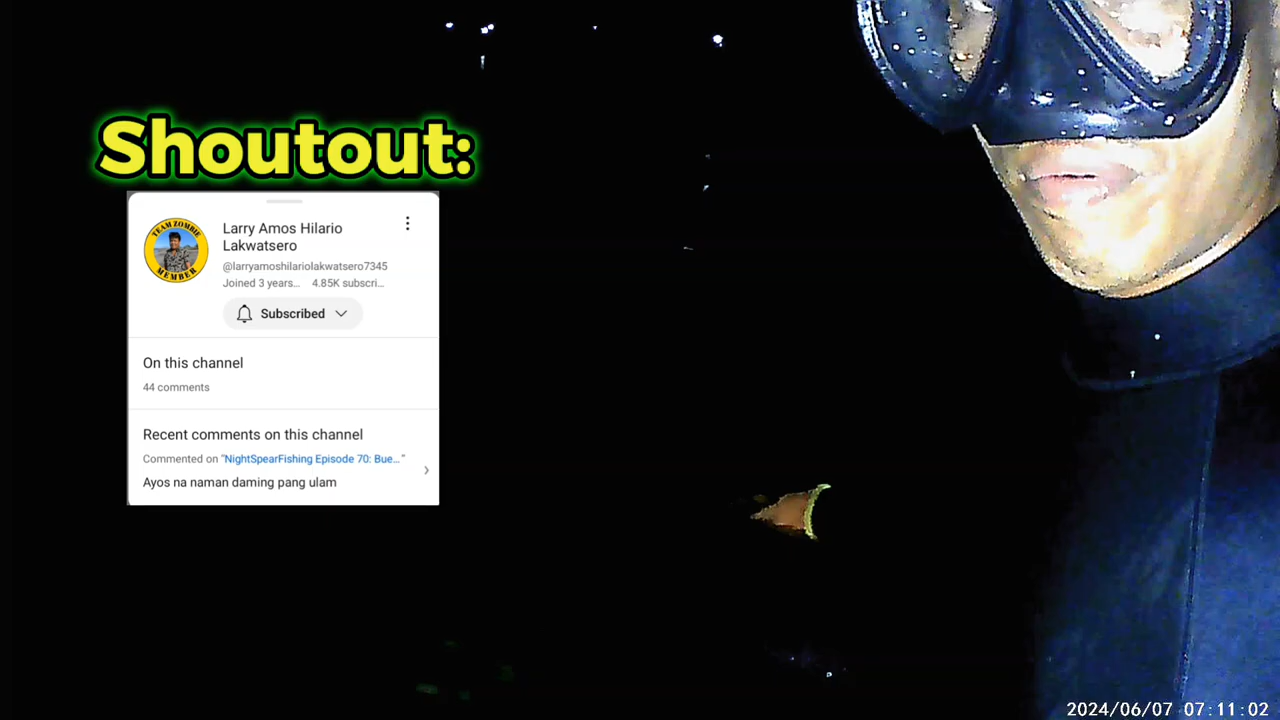 Shoutout:
TEAM ZOMBIE
MEMBER
Larry Amos Hilario
Lakwatsero
@larryamoshilariolakwatsero7345
Joined 3 years... 4.85K subscri...
Subscribed
On this channel
44 comments
Recent comments on this channel
Commented on "NightSpearFishing Episode 70: Bue..."
Ayos na naman daming pang ulam
2024/06/07 07:11:02